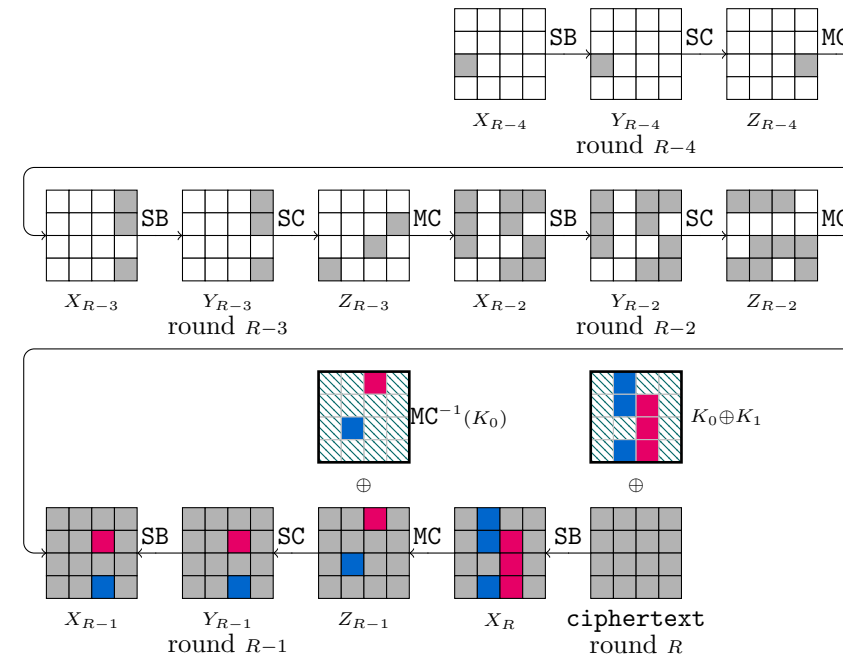 SB SC MC
X_{R−4} Y_{R−4} Z_{R−4}
round R−4
SB SC MC SB SC MC
X_{R−3} Y_{R−3} Z_{R−3} X_{R−2} Y_{R−2} Z_{R−2}
round R−3 round R−2
MC^{−1}(K_0) K_0⊕K_1
⊕ ⊕
SB SC MC SB
X_{R−1} Y_{R−1} Z_{R−1} X_R ciphertext
round R−1 round R